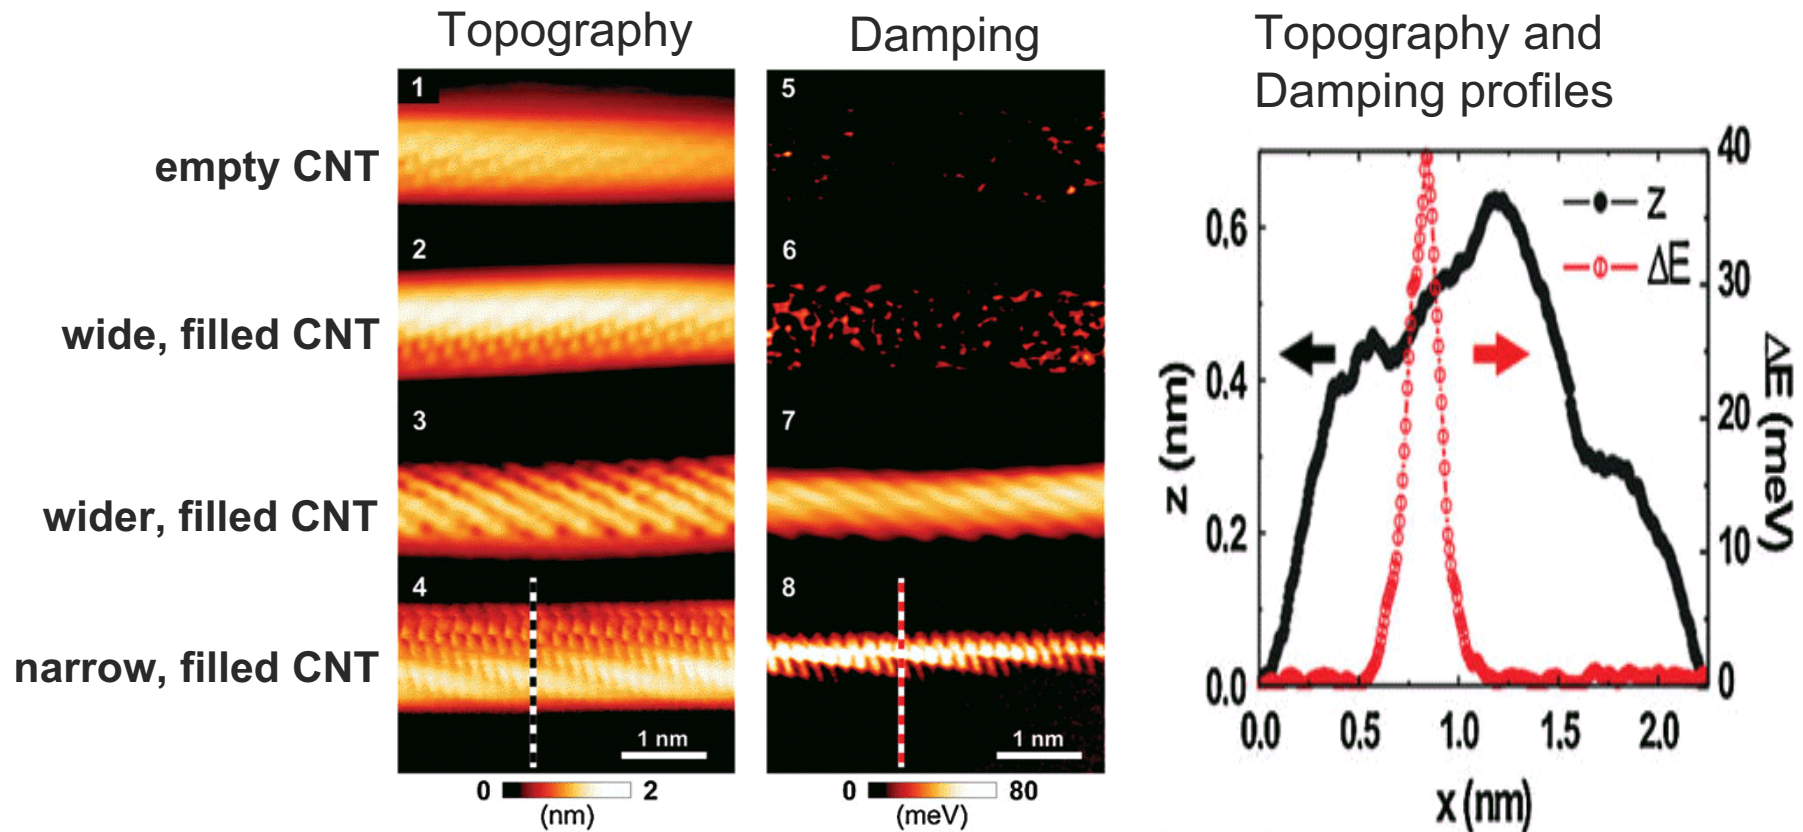 Topography
Damping
Topography and
Damping profiles
empty CNT
wide, filled CNT
wider, filled CNT
narrow, filled CNT
1
2
3
4
1 nm
0
2
(nm)
5
6
7
8
1 nm
0
80
(meV)
z
ΔE
z (nm)
0.6
0.4
0.2
0.0
40
30
20
10
0
ΔE (meV)
0.0
0.5
1.0
1.5
2.0
x (nm)